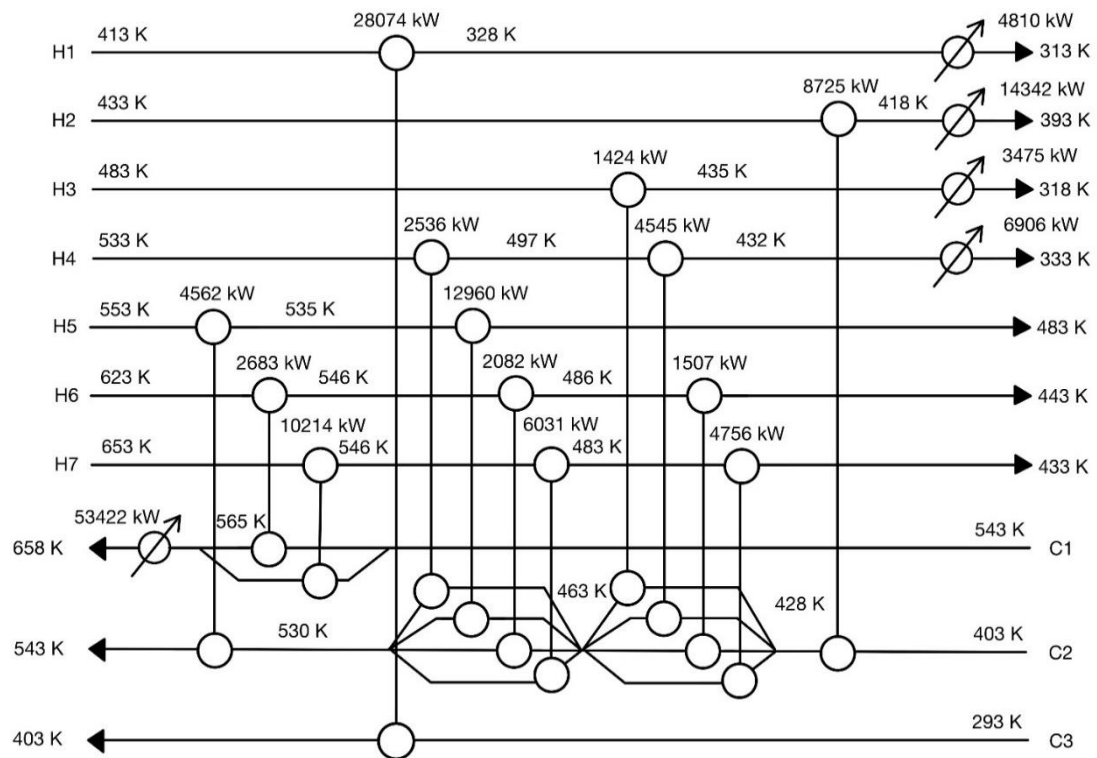 28074 kW
4810 kW
H1 413 K 328 K 313 K
8725 kW
14342 kW
H2 433 K 418 K 393 K
1424 kW
3475 kW
H3 483 K 435 K 318 K
2536 kW 4545 kW
6906 kW
H4 533 K 497 K 432 K 333 K
4562 kW 12960 kW
H5 553 K 535 K 483 K
2683 kW 2082 kW 1507 kW
H6 623 K 546 K 486 K 443 K
10214 kW 6031 kW 4756 kW
H7 653 K 546 K 483 K 433 K
53422 kW 565 K 543 K
658 K C1
463 K 428 K
530 K 403 K
543 K C2
293 K
403 K C3